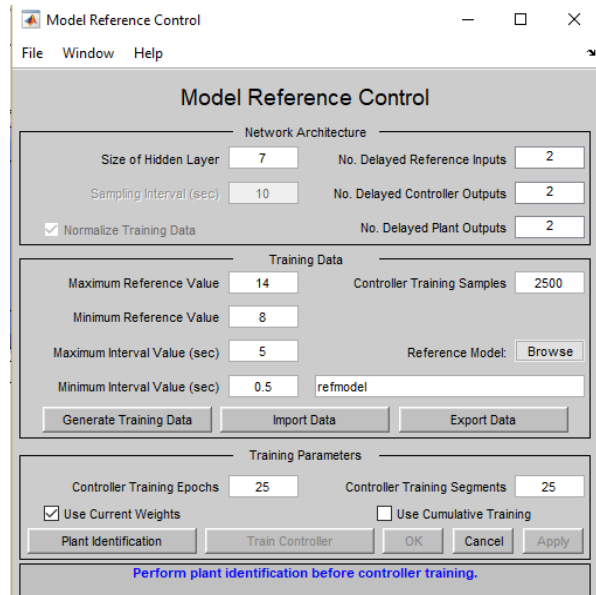 Model Reference Control
File Window Help
Model Reference Control
Network Architecture
Size of Hidden Layer 7 No. Delayed Reference Inputs 2
Sampling Interval (sec) 10 No. Delayed Controller Outputs 2
Normalize Training Data No. Delayed Plant Outputs 2
Training Data
Maximum Reference Value 14 Controller Training Samples 2500
Minimum Reference Value 8
Maximum Interval Value (sec) 5 Reference Model: Browse
Minimum Interval Value (sec) 0.5 refmodel
Generate Training Data Import Data Export Data
Training Parameters
Controller Training Epochs 25 Controller Training Segments 25
Use Current Weights Use Cumulative Training
Plant Identification Train Controller OK Cancel Apply
Perform plant identification before controller training.